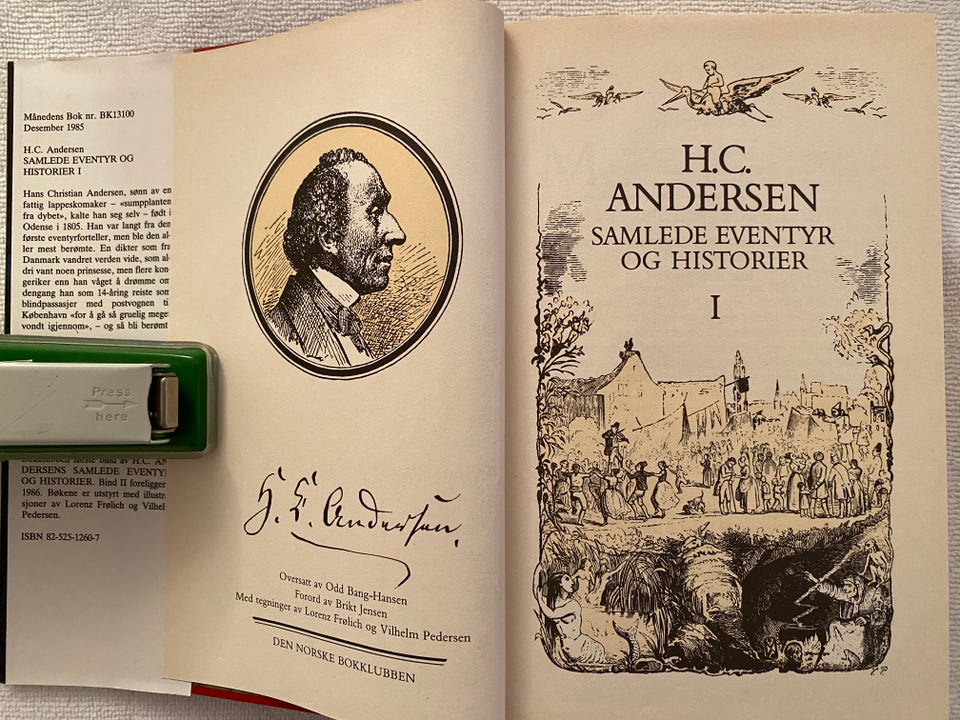 Månedens Bok nr. BK13100
Desember 1985
H.C. Andersen
SAMLEDE EVENTYR OG
HISTORIER I
Hans Christian Andersen, sønn av en
fattig lappeskomaker – «sumpplanten
fra dybet», kalte han seg selv – født i
Odense i 1805. Han var langt fra den
første eventyrforteller, men ble den al-
ler mest berømte. En dikter som fra
Danmark vandret verden vide, som al-
dri vant noen prinsesse, men flere kon-
geriker enn han våget å drømme om
dengang han som 14-åring reiste som
blindpassasjer med postvognen ti
København «for å gå så gruelig mege
vondt igjennom», – og så bli berømt
Press
here
første bind av H.C. AN
DERSENS SAMLEDE EVENTY
OG HISTORIER. Bind II foreligger
1986. Bøkene er utstyrt med illustr
sjoner av Lorenz Frølich og Vilhel
Pedersen.
ISBN 82-525-1260-7
H. C. Andersen.
Oversatt av Odd Bang-Hansen
Forord av Brikt Jensen
Med tegninger av Lorenz Frølich og Vilhelm Pedersen
DEN NORSKE BOKKLUBBEN
H.C.
ANDERSEN
SAMLEDE EVENTYR
OG HISTORIER
I